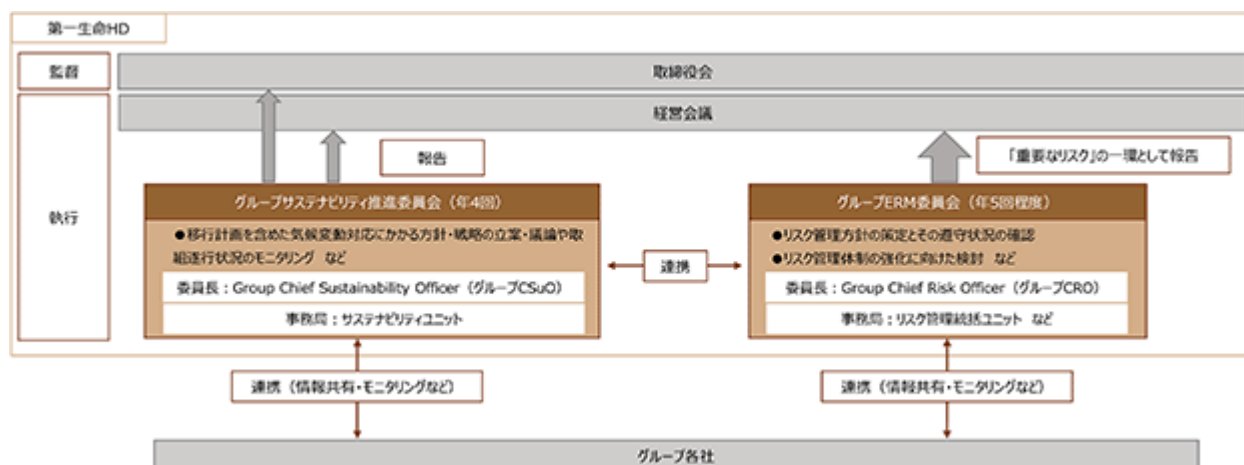 第一生命HD
監督
取締役会
経営会議
執行
報告
「重要なリスク」の一環として報告
グループサステナビリティ推進委員会（年4回）
●移行計画を含めた気候変動対応にかかる方針・戦略の立案・議論や取
組遂行状況のモニタリング など
委員長：Group Chief Sustainability Officer（グループCSuO）
事務局：サステナビリティユニット
連携
グループERM委員会（年5回程度）
●リスク管理方針の策定とその遵守状況の確認
●リスク管理体制の強化に向けた検討 など
委員長：Group Chief Risk Officer（グループCRO）
事務局：リスク管理統括ユニット など
連携（情報共有・モニタリングなど）
連携（情報共有・モニタリングなど）
グループ各社